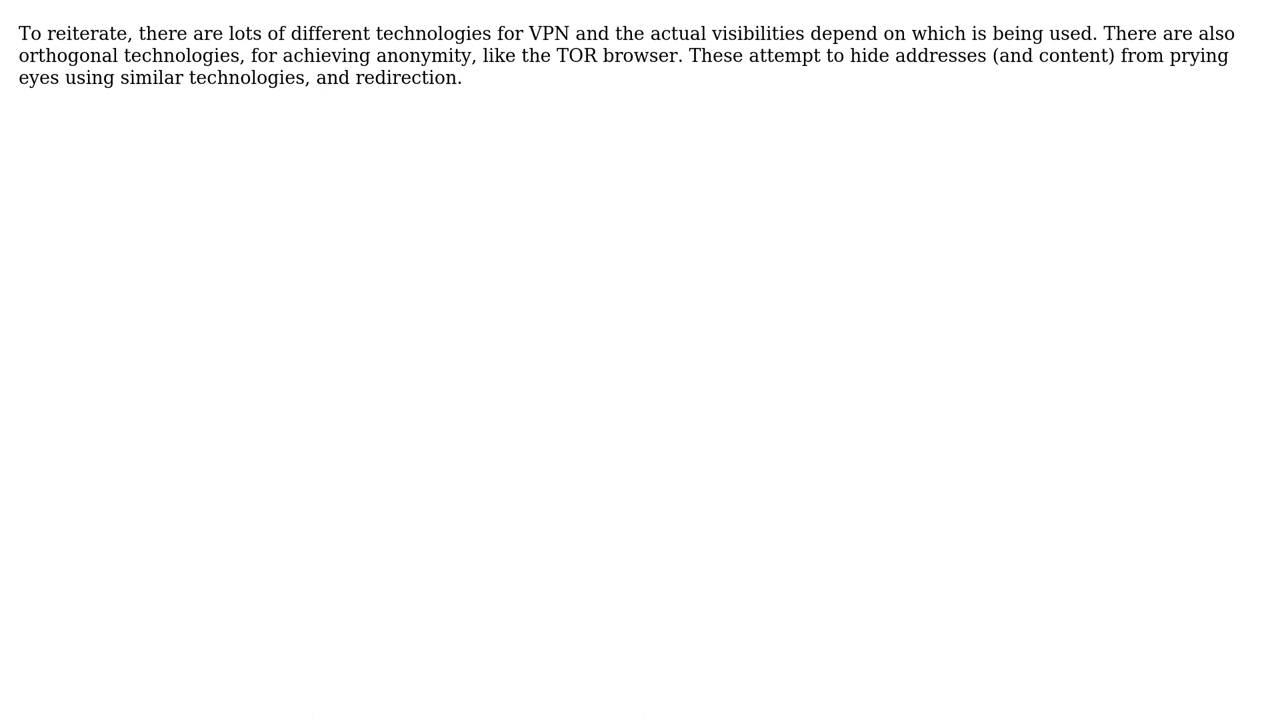 To reiterate, there are lots of different technologies for VPN and the actual visibilities depend on which is being used. There are also
orthogonal technologies, for achieving anonymity, like the TOR browser. These attempt to hide addresses (and content) from prying
eyes using similar technologies, and redirection.